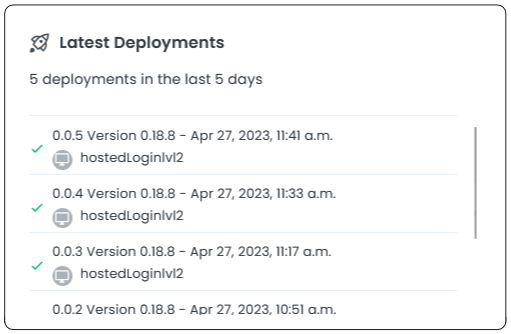 Latest Deployments
5 deployments in the last 5 days
0.0.5 Version 0.18.8 - Apr 27, 2023, 11:41 a.m.
hostedLoginlvl2
0.0.4 Version 0.18.8 - Apr 27, 2023, 11:33 a.m.
hostedLoginlvl2
0.0.3 Version 0.18.8 - Apr 27, 2023, 11:17 a.m.
hostedLoginlvl2
0.0.2 Version 0.18.8 - Apr 27, 2023, 10:51 a.m.